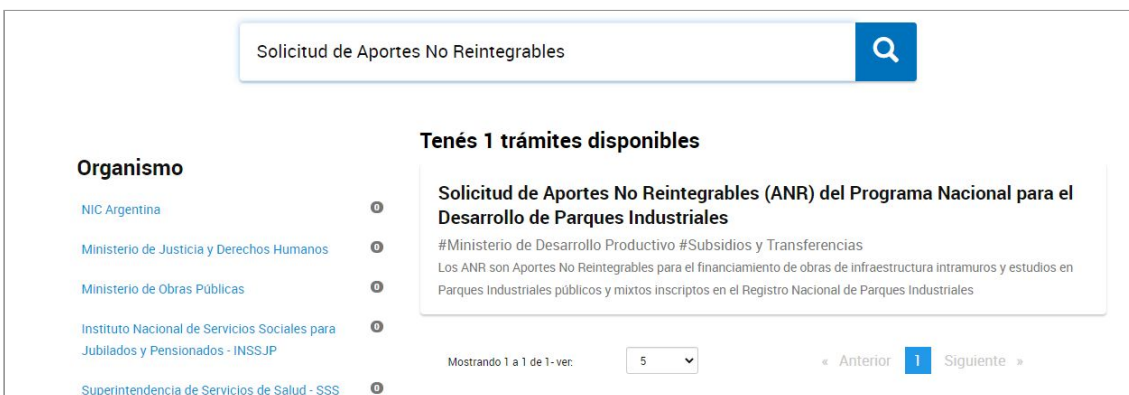 Solicitud de Aportes No Reintegrables
Organismo
NIC Argentina 0
Ministerio de Justicia y Derechos Humanos 0
Ministerio de Obras Públicas 0
Instituto Nacional de Servicios Sociales para 0
Jubilados y Pensionados - INSSJP
Superintendencia de Servicios de Salud - SSS 0
Tenés 1 trámites disponibles
Solicitud de Aportes No Reintegrables (ANR) del Programa Nacional para el
Desarrollo de Parques Industriales
#Ministerio de Desarrollo Productivo #Subsidios y Transferencias
Los ANR son Aportes No Reintegrables para el financiamiento de obras de infraestructura intramuros y estudios en
Parques Industriales públicos y mixtos inscriptos en el Registro Nacional de Parques Industriales
Mostrando 1 a 1 de 1- ver: 5 « Anterior 1 Siguiente »